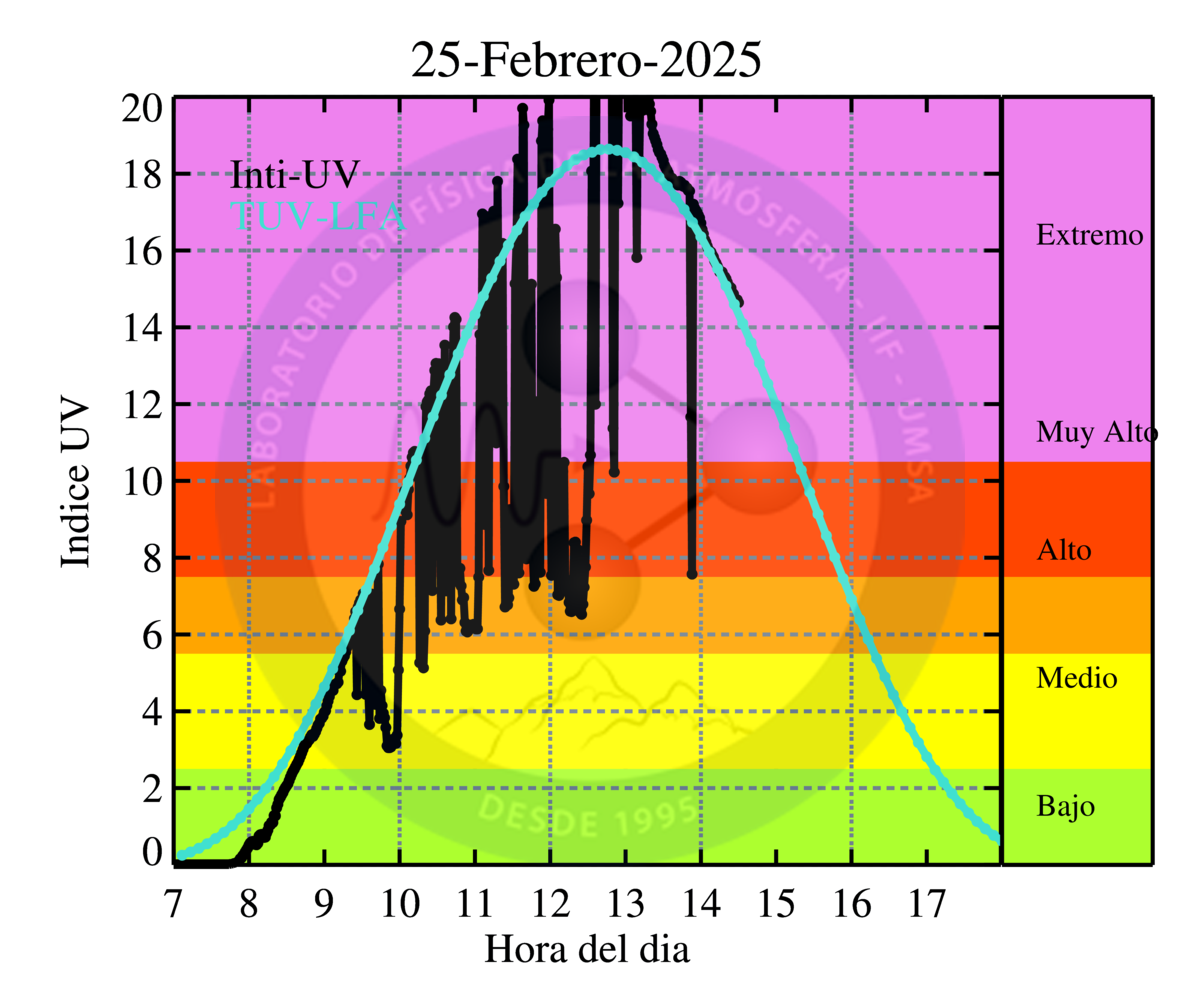 25-Febrero-2025
Indice UV
20
18
16
14
12
10
8
6
4
2
0
Inti-UV
TUV-LFA
LABORATORIO DE FÍSICA DE LA ATMÓSFERA - IIF - UMSA
DESDE 1995
Extremo
Muy Alto
Alto
Medio
Bajo
7 8 9 10 11 12 13 14 15 16 17
Hora del dia